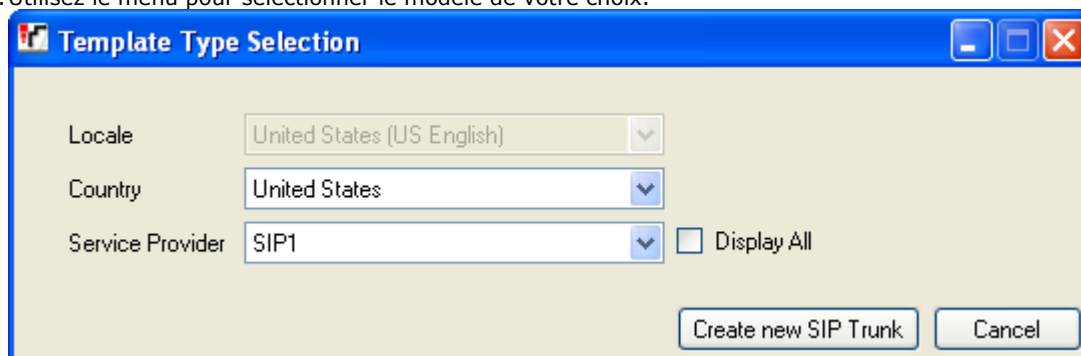 . Utilisez le menu pour sélectionner le modèle de votre choix.
Template Type Selection
Locale United States (US English)
Country United States
Service Provider SIP1 Display All
Create new SIP Trunk Cancel